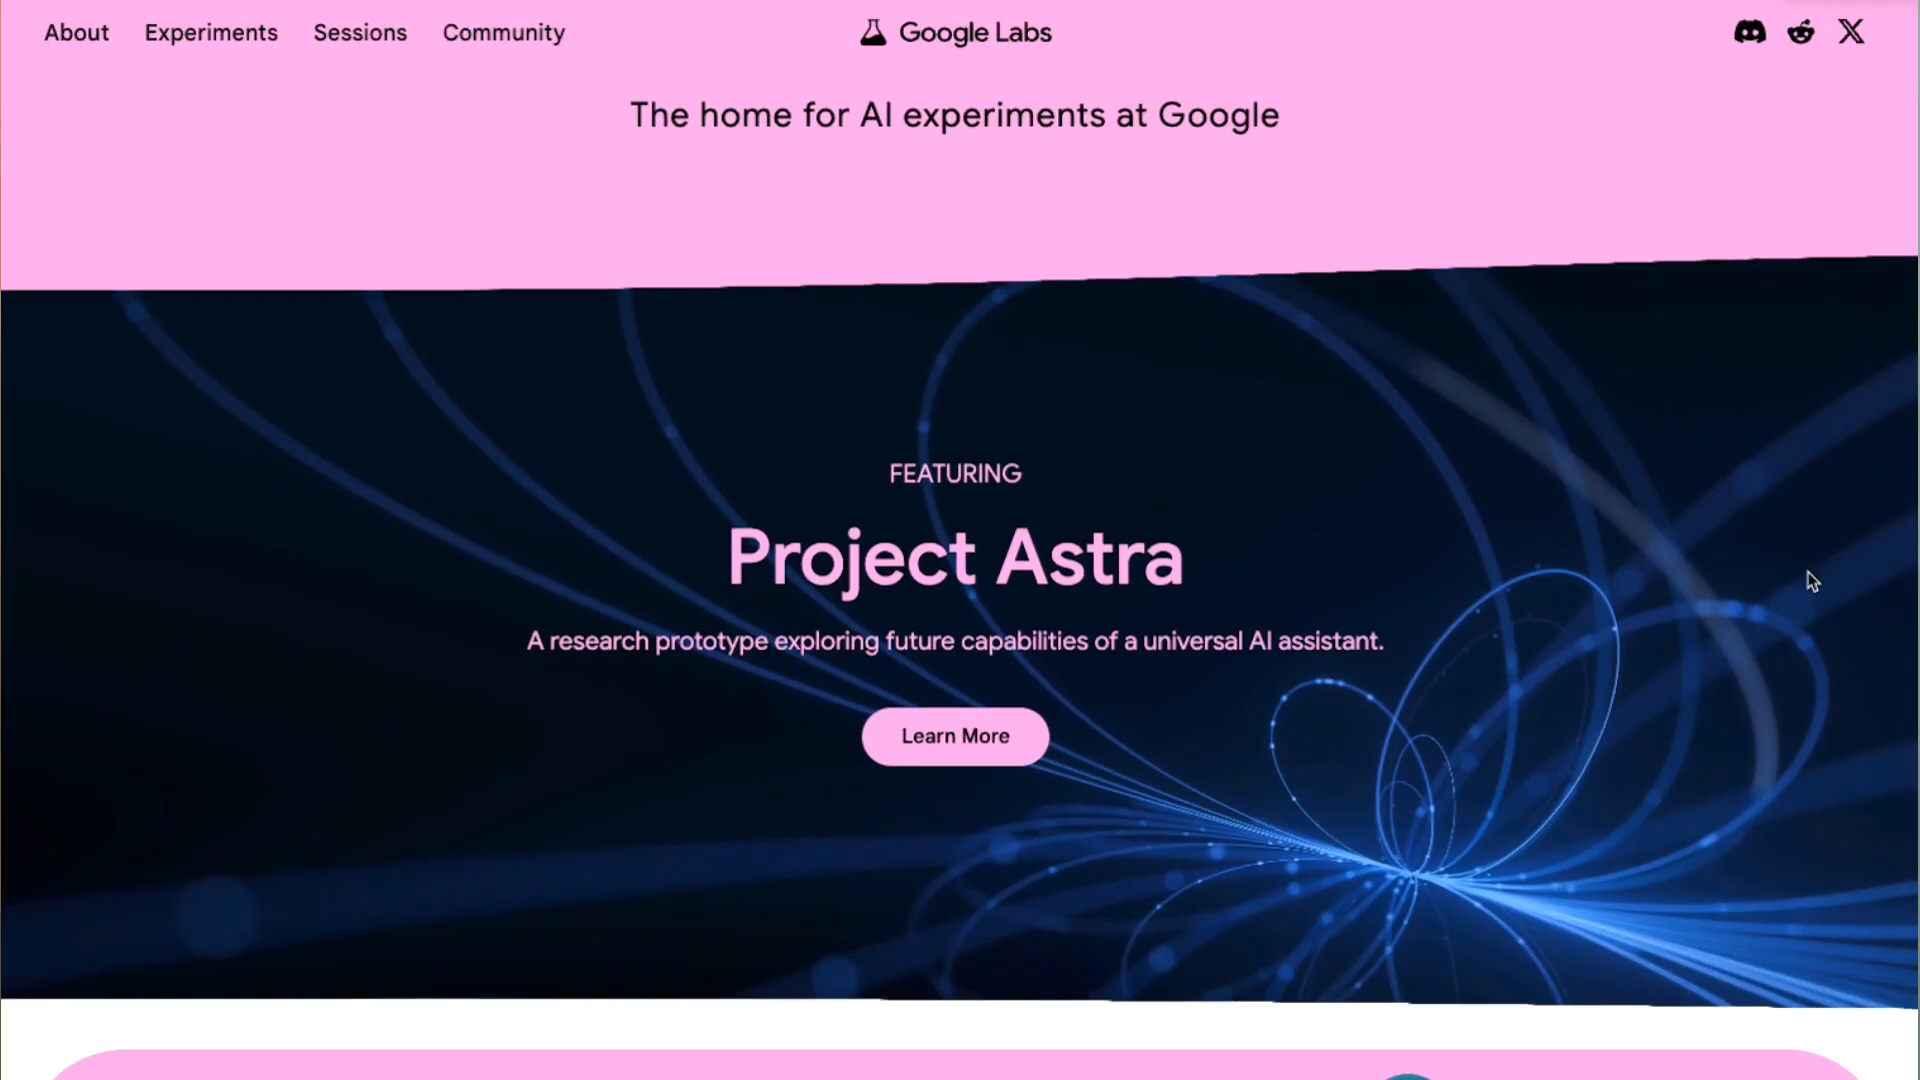 About Experiments Sessions Community Google Labs
The home for AI experiments at Google
FEATURING
Project Astra
A research prototype exploring future capabilities of a universal AI assistant.
Learn More